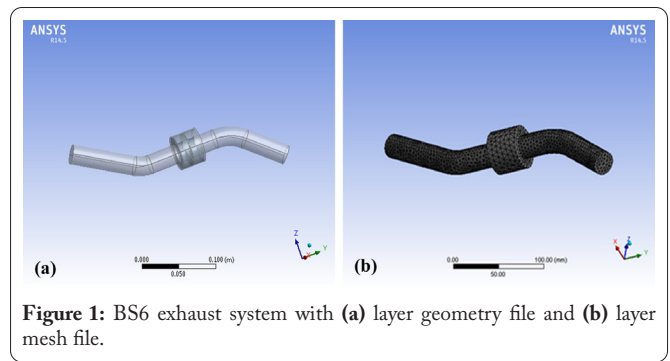 ANSYS
R14.5
ANSYS
R14.5
Z
Y
X
0.000
0.100 (m)
0.050
(a)
X
Z
Y
0.00
100.00 (mm)
50.00
(b)
Figure 1: BS6 exhaust system with (a) layer geometry file and (b) layer
mesh file.